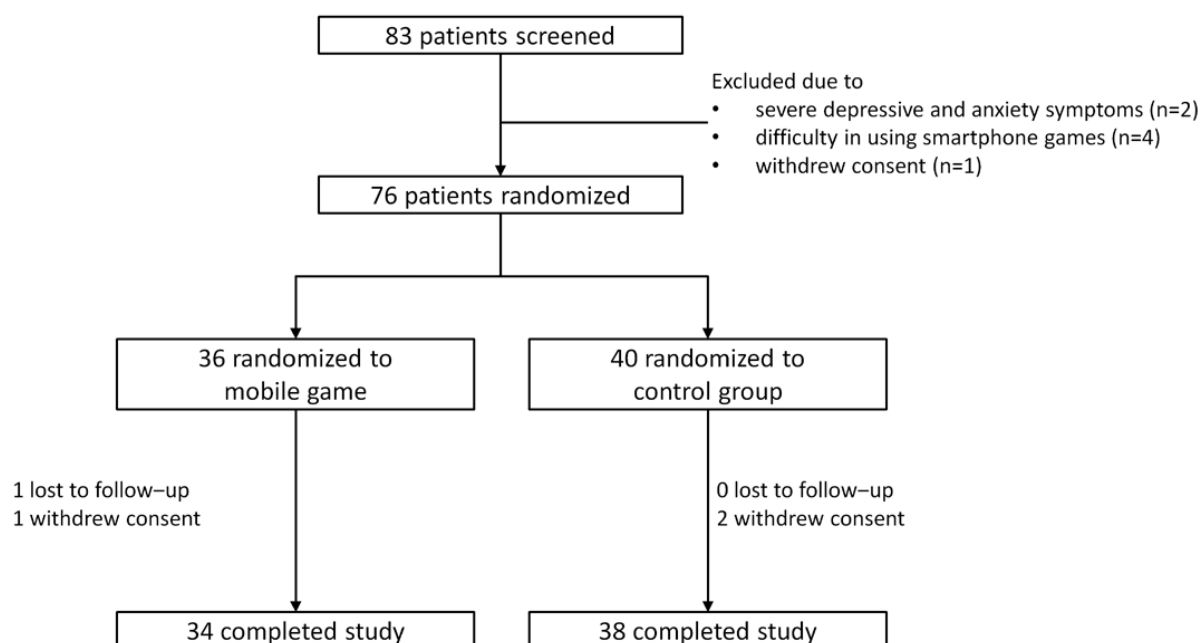 83 patients screened
Excluded due to
• severe depressive and anxiety symptoms (n=2)
• difficulty in using smartphone games (n=4)
• withdrew consent (n=1)
76 patients randomized
36 randomized to
mobile game
40 randomized to
control group
1 lost to follow–up
1 withdrew consent
0 lost to follow–up
2 withdrew consent
34 completed study
38 completed study